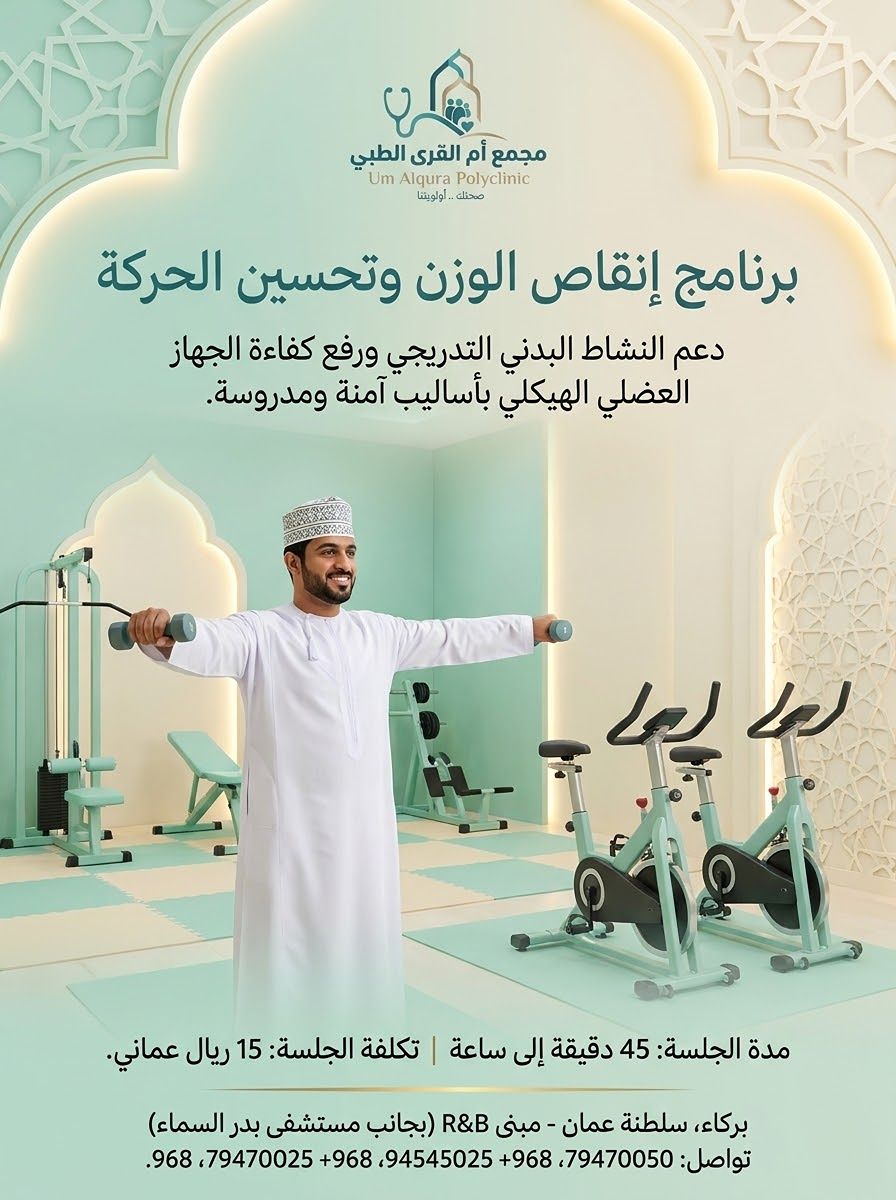 مجمع أم القرى الطبي
Um Alqura Polyclinic
صحتك .. أولويتنا
برنامج إنقاص الوزن وتحسين الحركة
دعم النشاط البدني التدريجي ورفع كفاءة الجهاز
العضلي الهيكلي بأساليب آمنة ومدروسة.
مدة الجلسة: 45 دقيقة إلى ساعة | تكلفة الجلسة: 15 ريال عماني.
بركاء، سلطنة عمان - مبنى R&B (بجانب مستشفى بدر السماء)
تواصل: 79470050، 968+ 94545025، 968+ 79470025، 968.